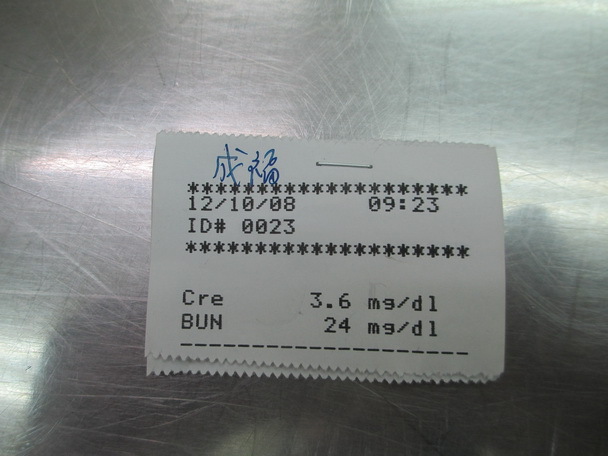 成福
********************
12/10/08 09:23
ID# 0023
********************
Cre 3.6 mg/dl
BUN 24 mg/dl
--------------------